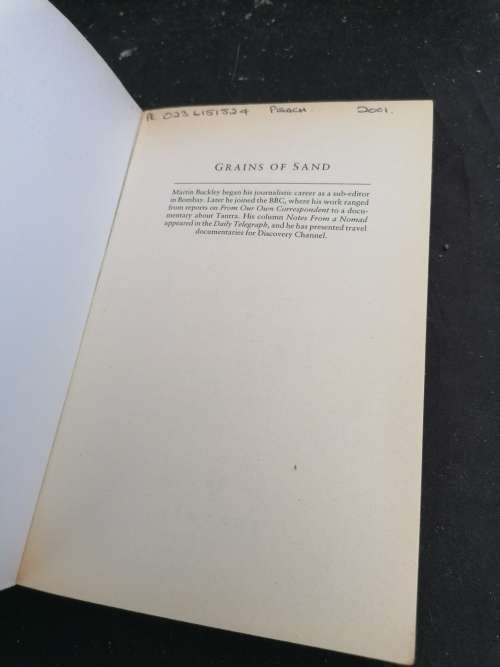 023 6151524 2001.
GRAINS OF SAND
Martin Buckley began his journalistic career as a sub-editor
in Bombay. Later he joined the BBC, where his work ranged
from reports on From Our Own Correspondent to a docu-
mentary about Tantra. His column Notes From a Nomad
appeared in the Daily Telegraph, and he has presented travel
documentaries for Discovery Channel.